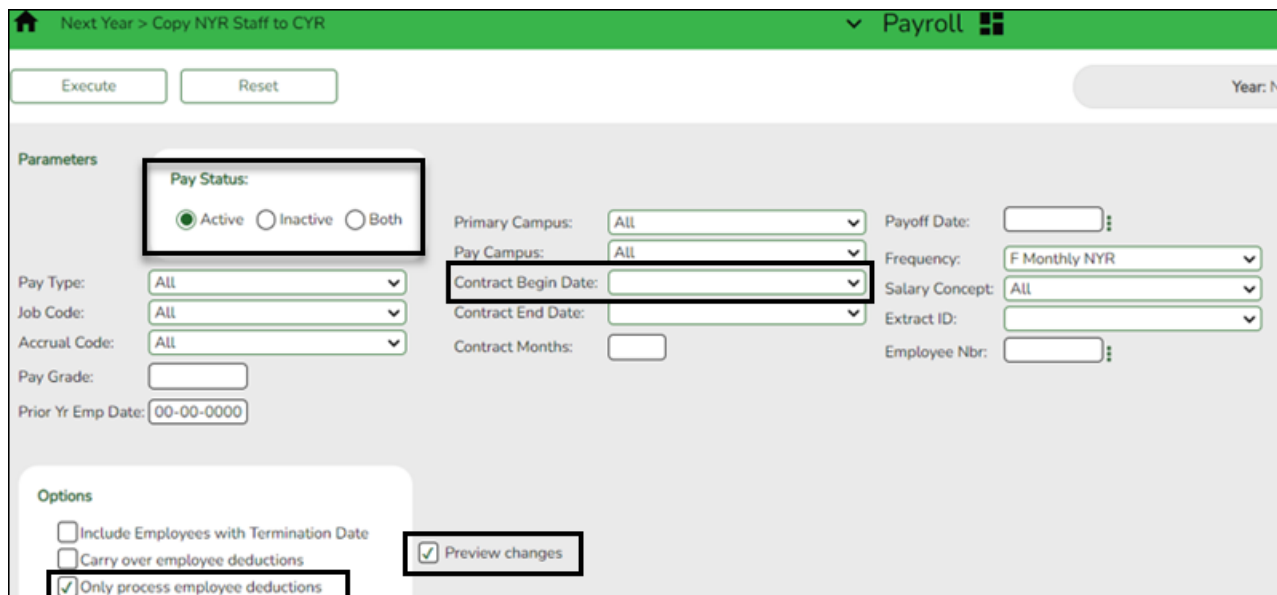 Next Year > Copy NYR Staff to CYR
Payroll
Execute
Reset
Year:
Parameters
Pay Status:
Active Inactive Both
Pay Type: All
Job Code: All
Accrual Code: All
Pay Grade:
Prior Yr Emp Date: 00-00-0000
Primary Campus: All
Pay Campus: All
Contract Begin Date:
Contract End Date:
Contract Months:
Payoff Date:
Frequency: F Monthly NYR
Salary Concept: All
Extract ID:
Employee Nbr:
Options
Include Employees with Termination Date
Carry over employee deductions
Only process employee deductions
Preview changes